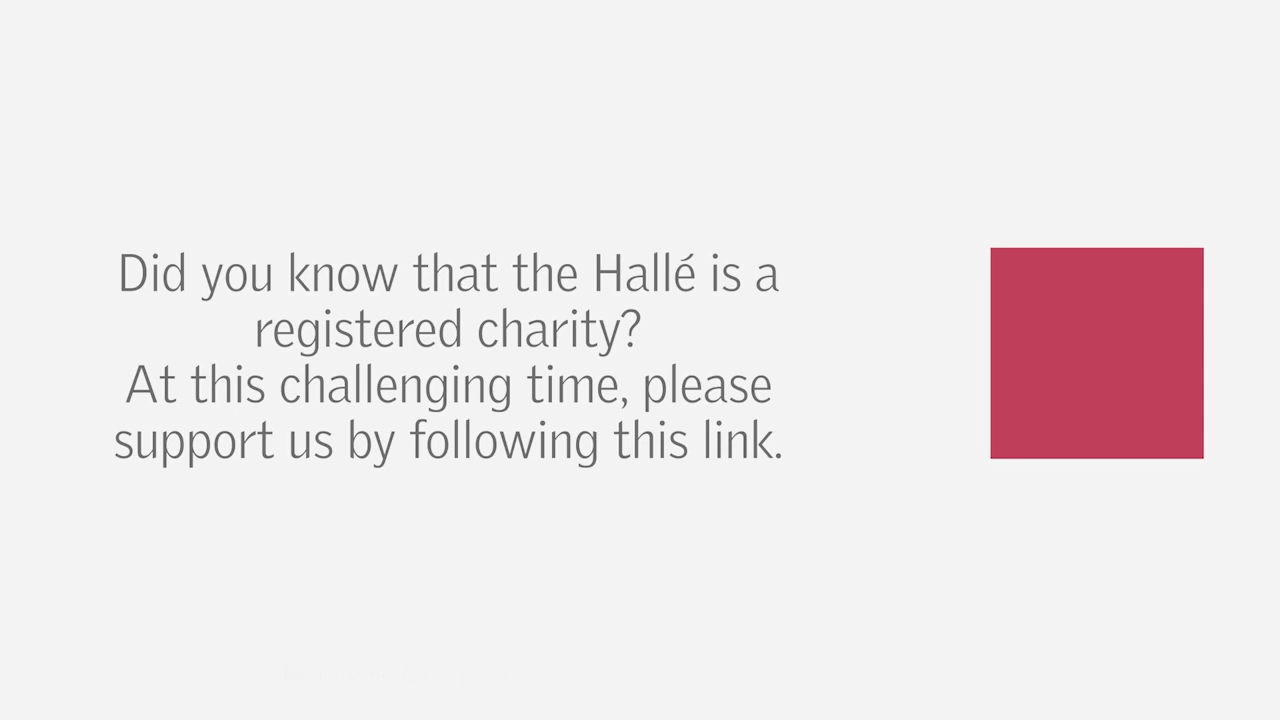 Did you know that the Hallé is a
registered charity?
At this challenging time, please
support us by following this link.